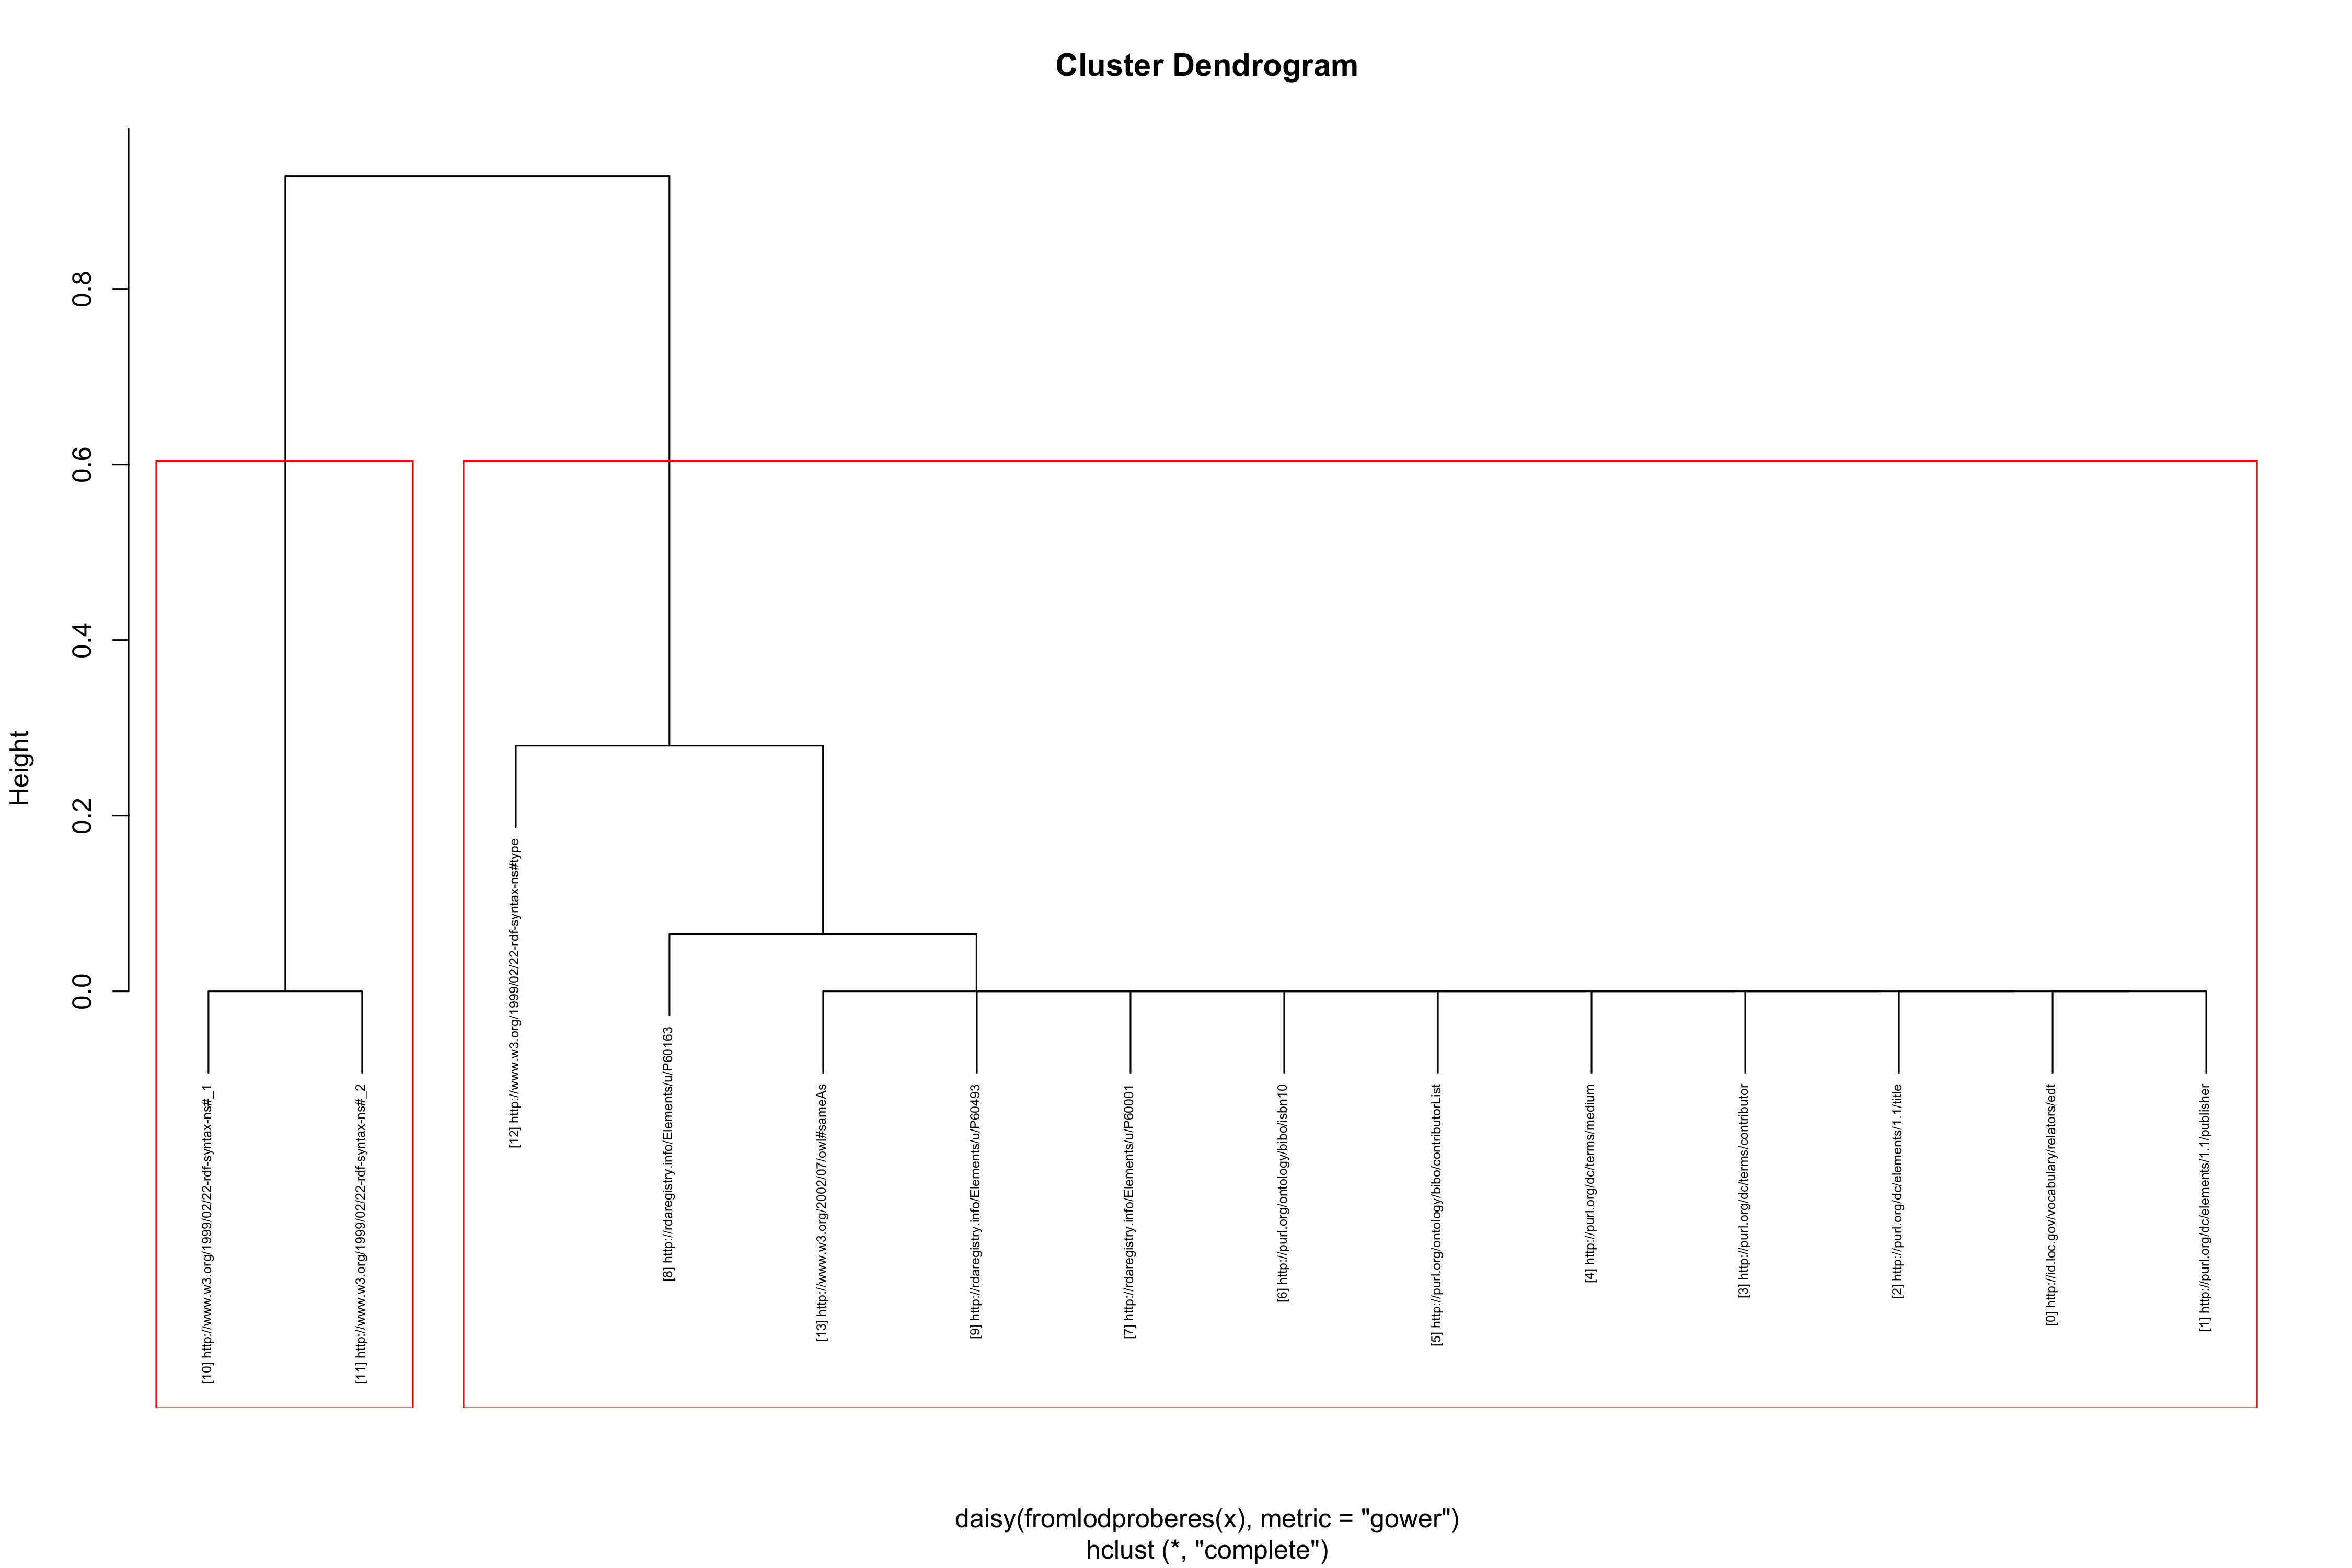 Cluster Dendrogram
Height
0.0
0.2
0.4
0.6
0.8
[10] http://www.w3.org/1999/02/22-rdf-syntax-ns#_1
[11] http://www.w3.org/1999/02/22-rdf-syntax-ns#_2
[12] http://www.w3.org/1999/02/22-rdf-syntax-ns#type
[8] http://rdaregistry.info/Elements/u/P60163
[13] http://www.w3.org/2002/07/owl#sameAs
[9] http://rdaregistry.info/Elements/u/P60493
[7] http://rdaregistry.info/Elements/u/P60001
[6] http://purl.org/ontology/bibo/isbn10
[5] http://purl.org/ontology/bibo/contributorList
[4] http://purl.org/dc/terms/medium
[3] http://purl.org/dc/terms/contributor
[2] http://purl.org/dc/elements/1.1/title
[0] http://id.loc.gov/vocabulary/relators/edt
[1] http://purl.org/dc/elements/1.1/publisher
daisy(fromlodproberes(x), metric = "gower")
hclust (*, "complete")